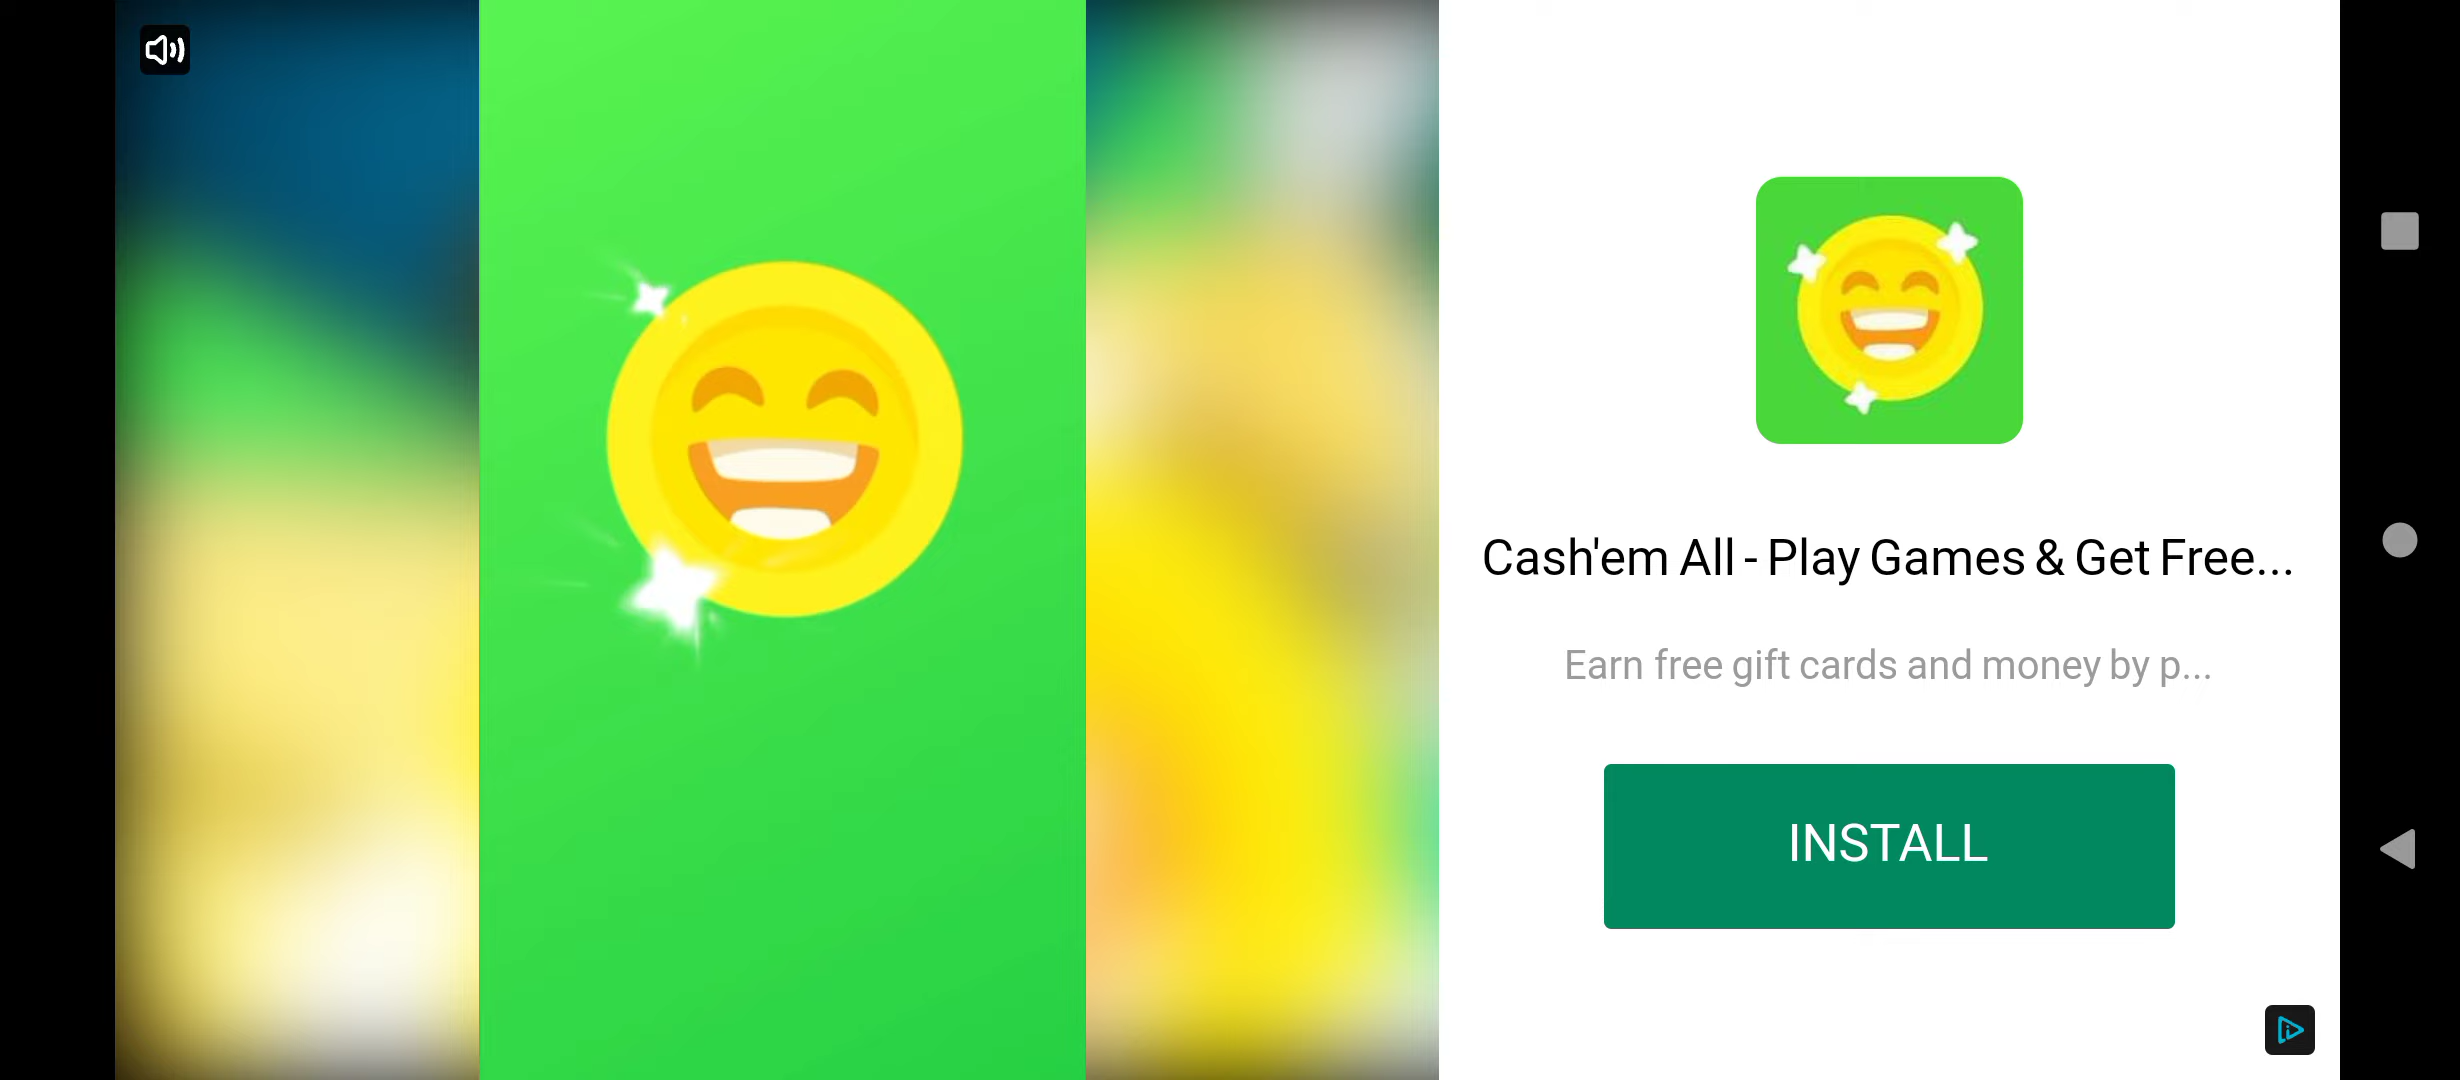 Cash'em All - Play Games & Get Free...
Earn free gift cards and money by p...
INSTALL